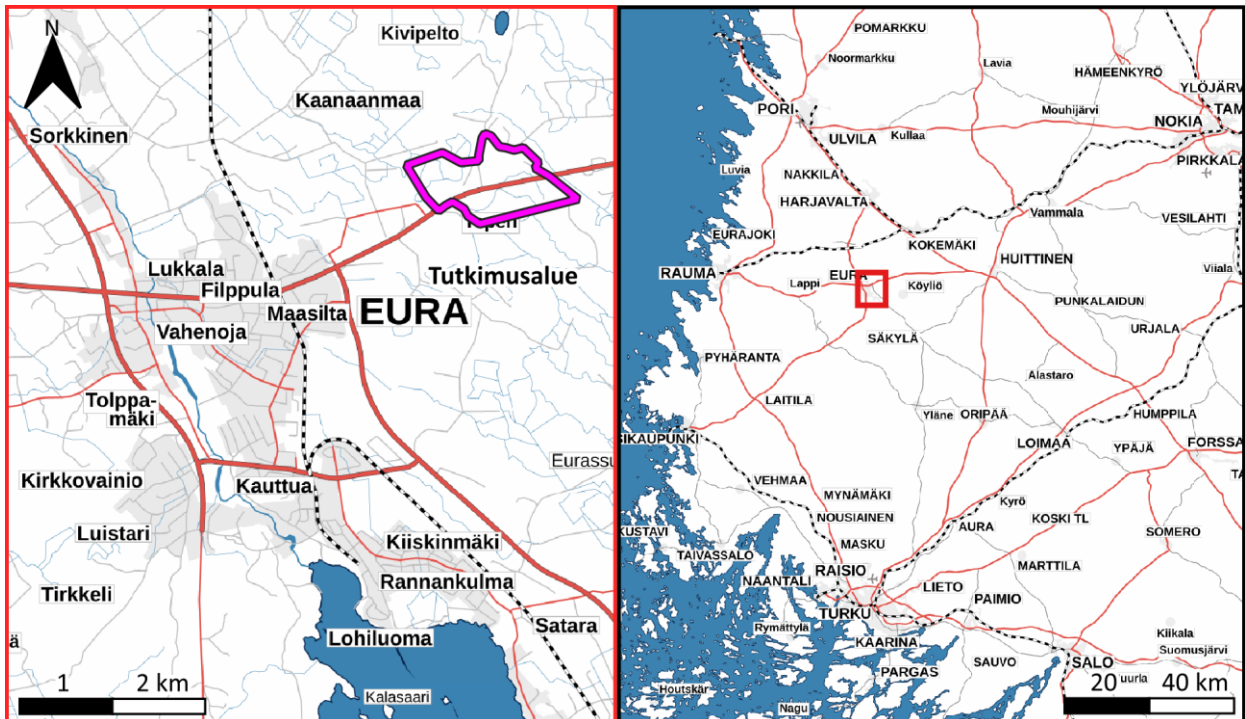 N
Kivipelto
Kaanaanmaa
Sorkkinen
Lukkala
Filppula
Tutkimusalue
EURA
Maasilta
Vahenoja
Tolppa-
mäki
Eurassu
Kirkkovainio
Kauttua
Luistari
Kiiskinmäki
Rannankulma
Tirkkeli
Satara
ä
Lohiluoma
Kalasaari
1 2 km
POMARKKU
Noormarkku
Lavia
HÄMEENKYRÖ
YLÖJÄRV
PORI
Mouhijärvi
TAM
NOKIA
ULVILA
Kullaa
PIRKKALA
Luvia
NAKKILA
HARJAVALTA
Vammala
VESILAHTI
EURAJOKI
KOKEMÄKI
HUITTINEN
RAUMA
Viiala
Lappi
EURA
Köyliö
PUNKALAIDUN
SÄKYLÄ
URJALA
PYHÄRANTA
Alastaro
LAITILA
Yläne
ORIPÄÄ
HUMPPILA
SIKAUPUNKI
LOIMAA
YPÄJÄ
FORSSA
TA
VEHMAA
MYNÄMÄKI
Kyrö
KUSTAVI
NOUSIAINEN
AURA
KOSKI TL
SOMERO
TAIVASSALO
MASKU
MARTTILA
NAANTALI
RAISIO
LIETO
PAIMIO
TURKU
Rymättylä
KAARINA
Kiikala
Suomusjärvi
SAUVO
SALO
PARGAS
Houtskär
Nagu
uurla
20 40 km